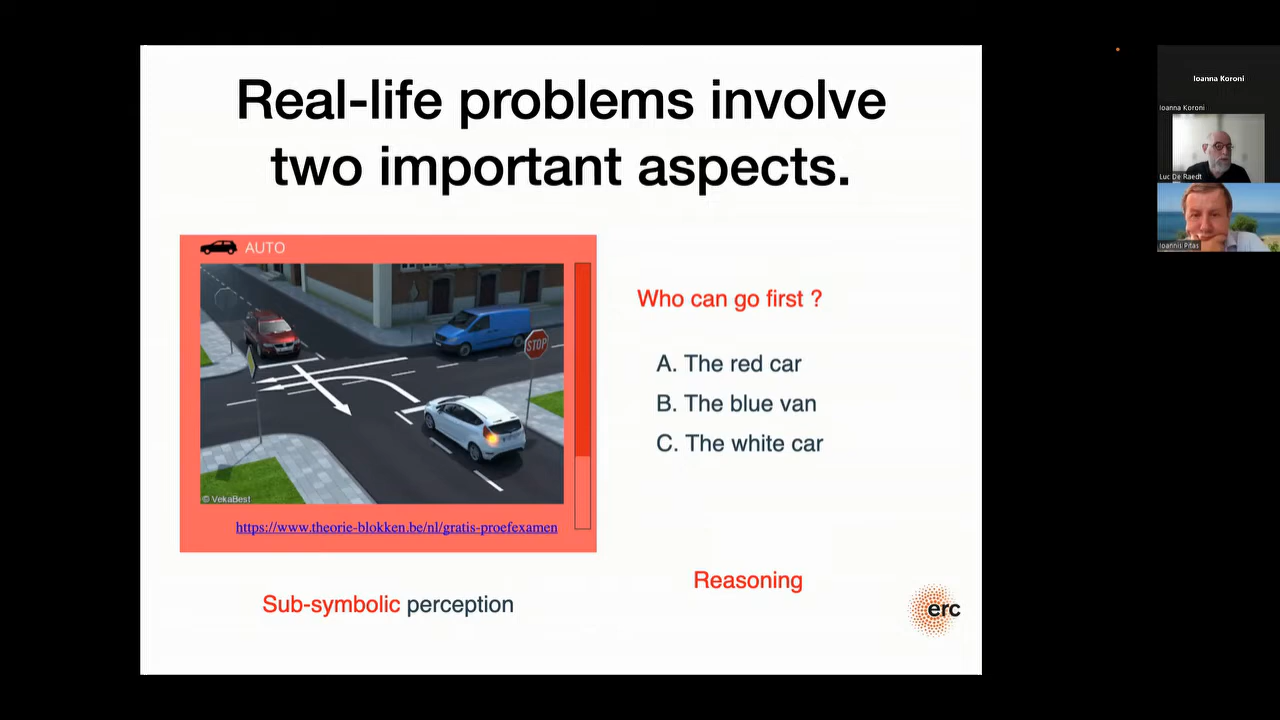 Real-life problems involve
two important aspects.
AUTO
STOP
© VekaBest
https://www.theorie-blokken.be/nl/gratis-proefexamen
Sub-symbolic perception
Who can go first ?
A. The red car
B. The blue van
C. The white car
Reasoning
erc
Ioanna Koroni
Ioanna Koroni
Luc De Raedt
Ioannis Pitas